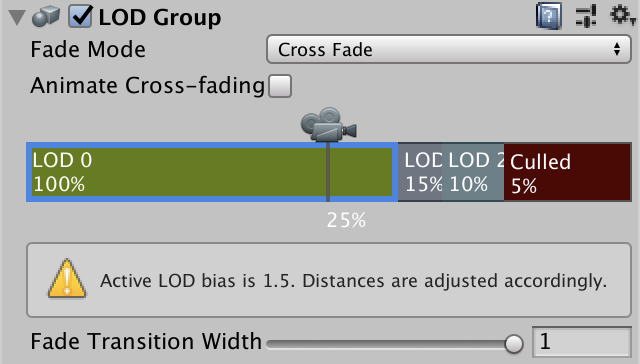 LOD Group
Fade Mode
Cross Fade
Animate Cross-fading
LOD 0
100%
LOD
15%
LOD 2
10%
Culled
5%
25%
Active LOD bias is 1.5. Distances are adjusted accordingly.
Fade Transition Width
1